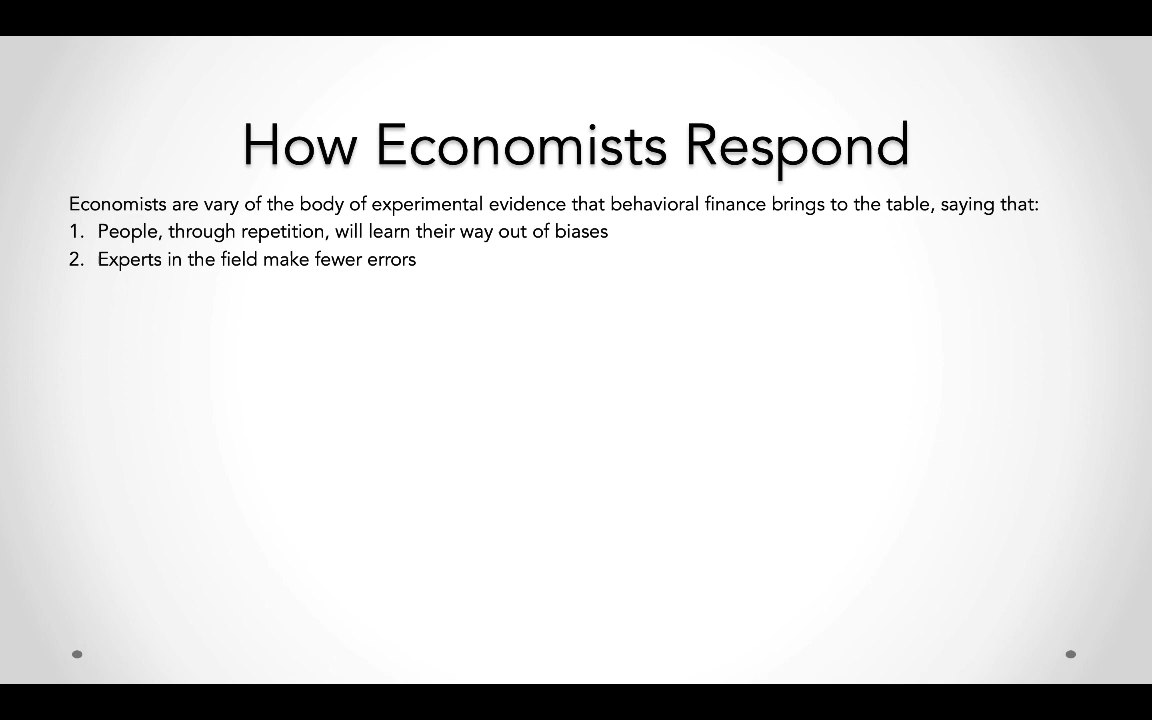 How Economists Respond
Economists are vary of the body of experimental evidence that behavioral finance brings to the table, saying that:
1. People, through repetition, will learn their way out of biases
2. Experts in the field make fewer errors